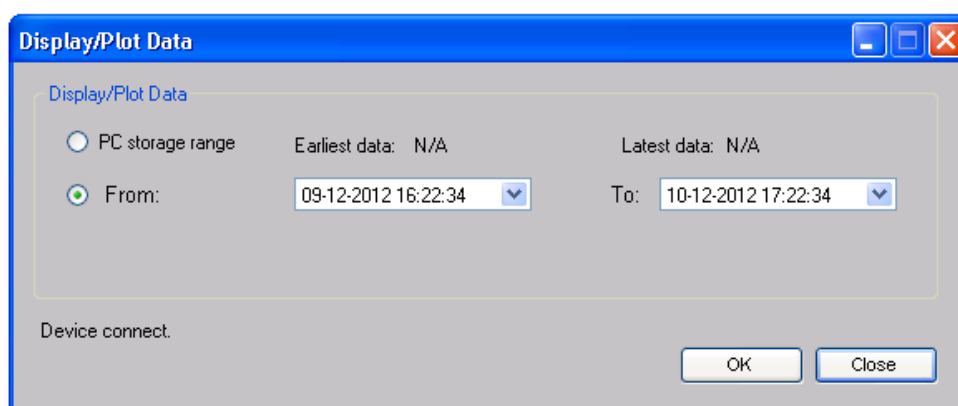 Display/Plot Data
Display/Plot Data
PC storage range Earliest data: N/A Latest data: N/A
From: 09-12-2012 16:22:34 To: 10-12-2012 17:22:34
Device connect.
OK Close